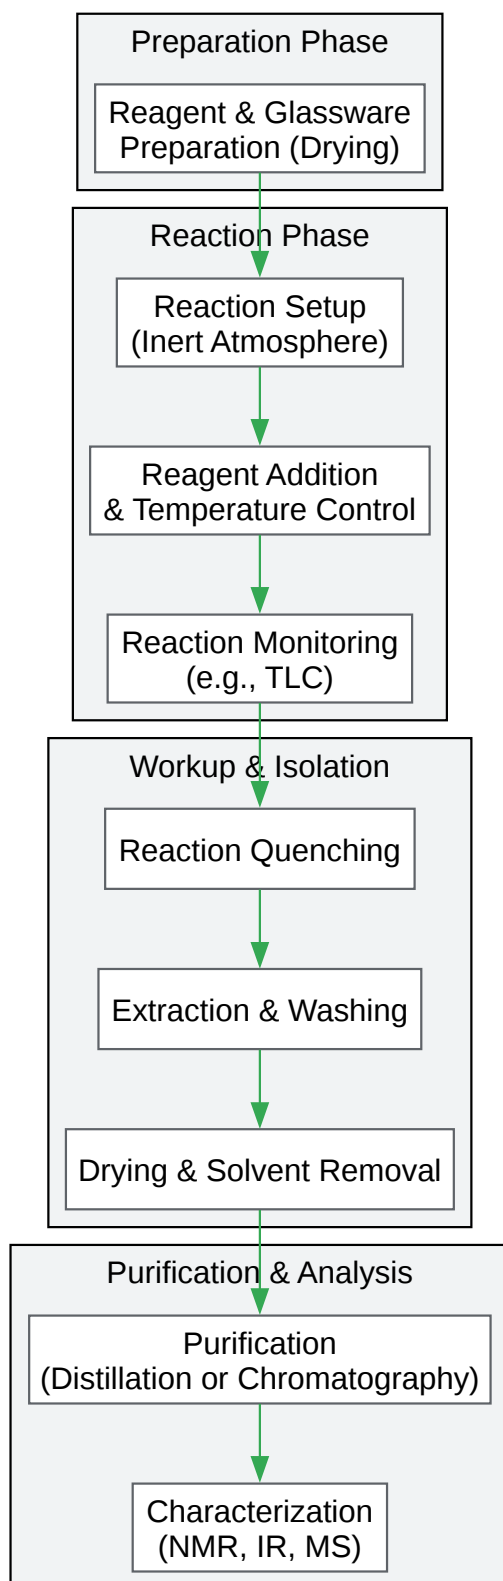 Preparation Phase
Reagent & Glassware
Preparation (Drying)
Reaction Phase
Reaction Setup
(Inert Atmosphere)
Reagent Addition
& Temperature Control
Reaction Monitoring
(e.g., TLC)
Workup & Isolation
Reaction Quenching
Extraction & Washing
Drying & Solvent Removal
Purification & Analysis
Purification
(Distillation or Chromatography)
Characterization
(NMR, IR, MS)